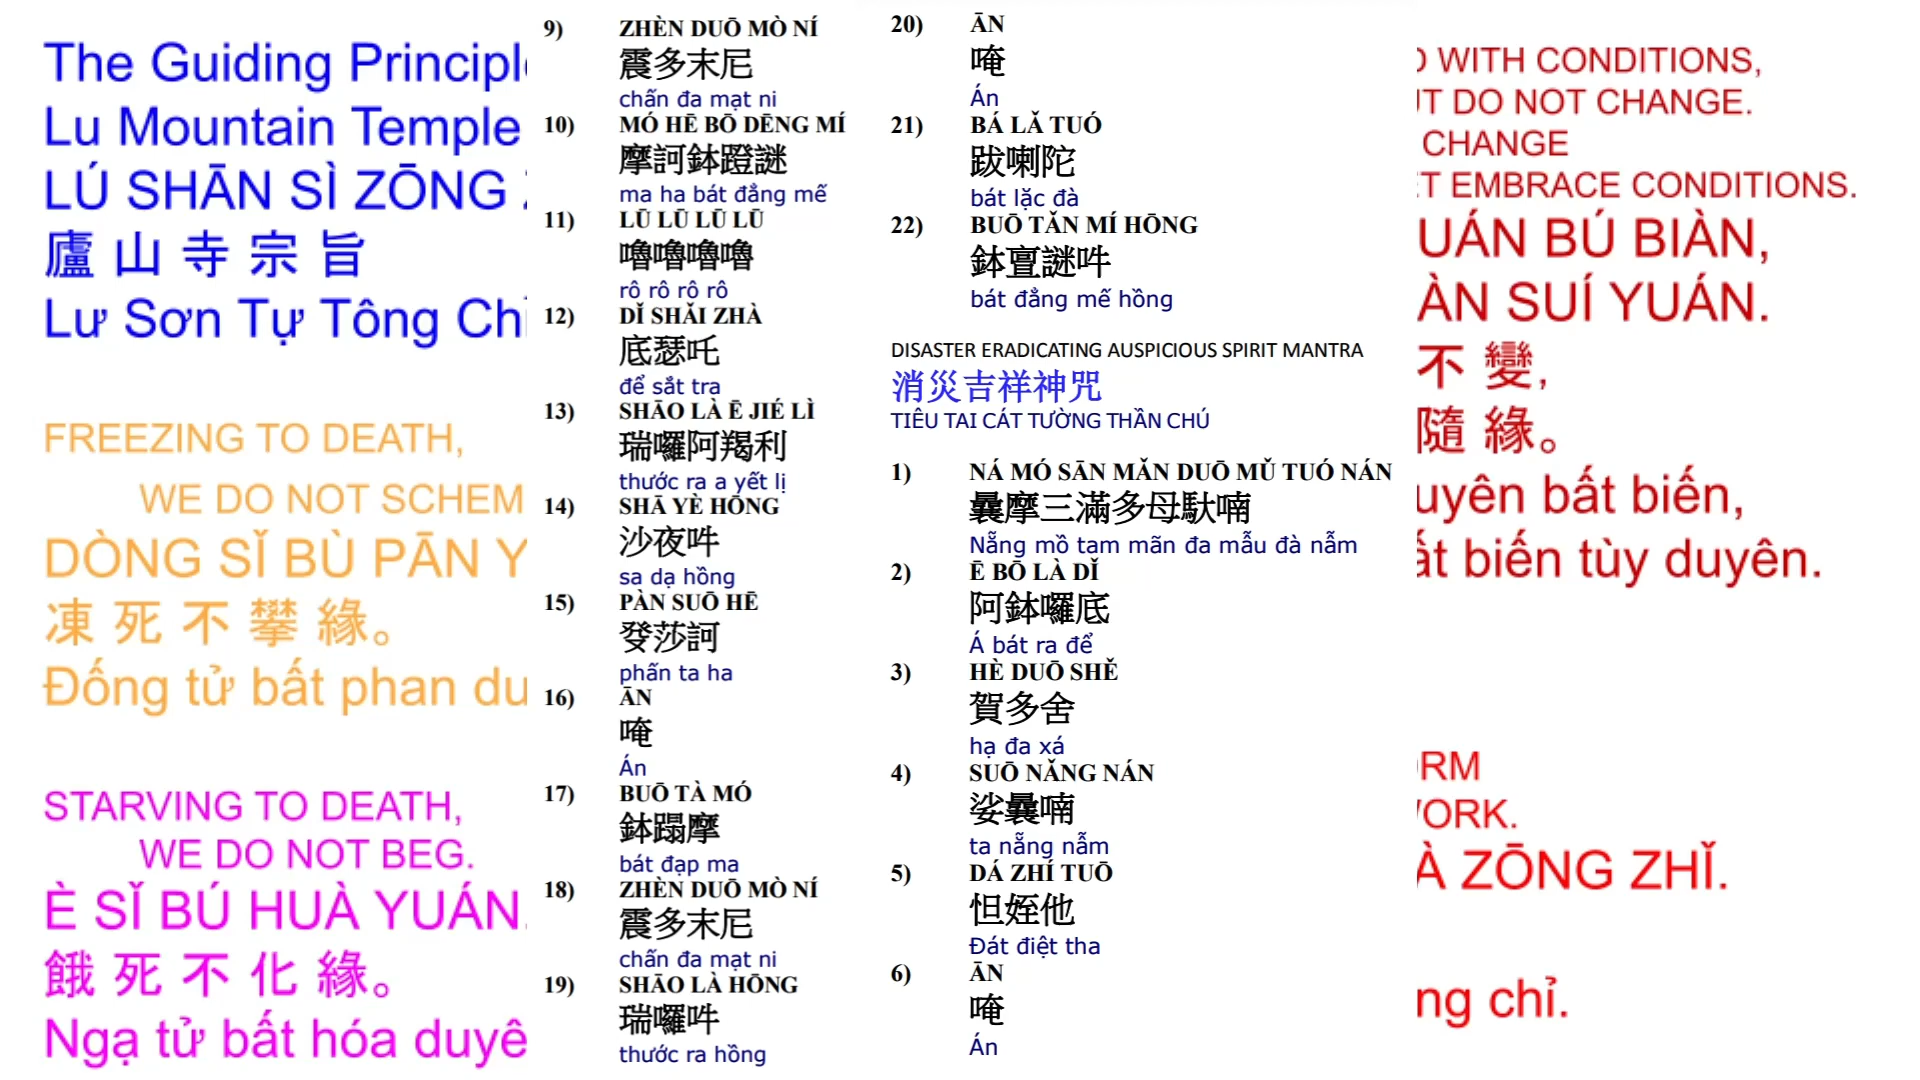 The Guiding Principl
Lu Mountain Temple
LÚ SHĀN SÌ ZŌNG
廬 山 寺 宗 旨
Lư Sơn Tự Tông Chỉ
FREEZING TO DEATH,
WE DO NOT SCHEM
DÒNG SǏ BÙ PĀN Y
凍 死 不 攀 緣。
Đống tử bất phan du
STARVING TO DEATH,
WE DO NOT BEG.
È SǏ BÚ HUÀ YUÁN.
餓 死 不 化 緣。
Ngạ tử bất hóa duyê
9) ZHÈN DUŌ MÒ NÍ
震多末尼
chấn đa mạt ni
10) MÓ HĒ BŌ DĒNG MÍ
摩訶鉢蹬謎
ma ha bát đẳng mế
11) LŪ LŪ LŪ LŪ
嚕嚕嚕嚕
rô rô rô rô
12) DǏ SHǍI ZHÀ
底瑟吒
để sắt tra
13) SHĀO LÀ Ē JIÉ LÌ
瑞囉阿羯利
thước ra a yết lị
14) SHĀ YÈ HŌNG
沙夜吽
sa dạ hồng
15) PÀN SUŌ HĒ
癹莎訶
phấn ta ha
16) ĀN
唵
Án
17) BUŌ TÀ MÓ
鉢蹋摩
bát đạp ma
18) ZHÈN DUŌ MÒ NÍ
震多末尼
chấn đa mạt ni
19) SHĀO LÀ HŌNG
瑞囉吽
thước ra hồng
20) ĀN
唵
Án
21) BÁ LǍ TUÓ
跋喇陀
bát lặc đà
22) BUŌ TǍN MÍ HŌNG
鉢亶謎吽
bát đẳng mế hồng
DISASTER ERADICATING AUSPICIOUS SPIRIT MANTRA
消災吉祥神咒
TIÊU TAI CÁT TƯỜNG THẦN CHÚ
1) NÁ MÓ SĀN MǍN DUŌ MǓ TUÓ NÁN
曩摩三滿多母馱喃
Nẵng mồ tam mãn đa mẫu đà nẫm
2) Ē BŌ LÀ DǏ
阿鉢囉底
Á bát ra để
3) HÈ DUŌ SHĚ
賀多舍
hạ đa xá
4) SUŌ NǍNG NÁN
娑曩喃
ta nẵng nẫm
5) DÁ ZHÍ TUŌ
怛姪他
Đát điệt tha
6) ĀN
唵
Án
WITH CONDITIONS,
UT DO NOT CHANGE.
CHANGE
ET EMBRACE CONDITIONS.
UÁN BÚ BIÀN,
ÀN SUÍ YUÁN.
不 變,
隨 緣。
uyên bất biến,
ất biến tùy duyên.
RM
ORK.
À ZŌNG ZHǏ.
ng chỉ.